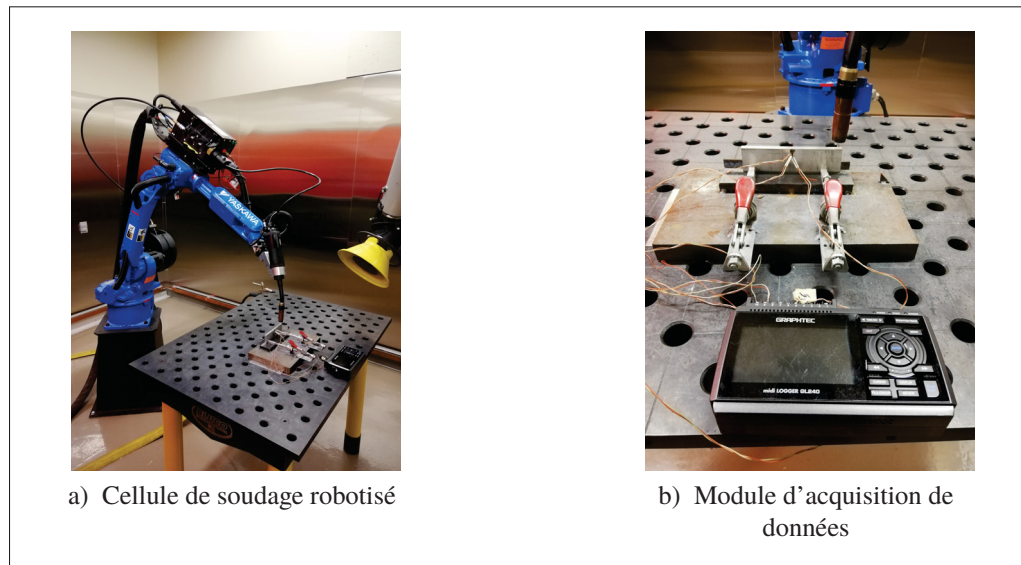 YASKAWA
GRAPHTEC
midi LOGGER GL240
a) Cellule de soudage robotisé
b) Module d'acquisition de
données